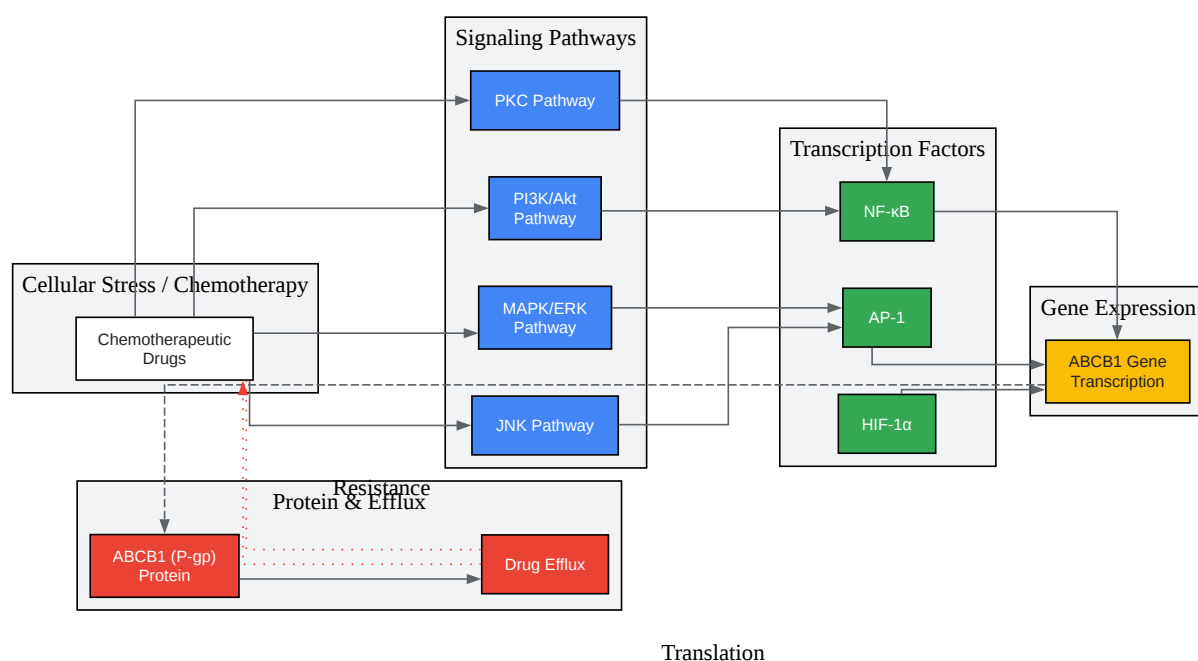 Signaling Pathways
PKC Pathway
Transcription Factors
PI3K/Akt
Pathway
NF-κB
Cellular Stress / Chemotherapy
MAPK/ERK
Pathway
AP-1
Gene Expression
Chemotherapeutic
Drugs
ABCB1 Gene
Transcription
JNK Pathway
HIF-1α
Resistance
Protein & Efflux
ABCB1 (P-gp)
Protein
Drug Efflux
Translation